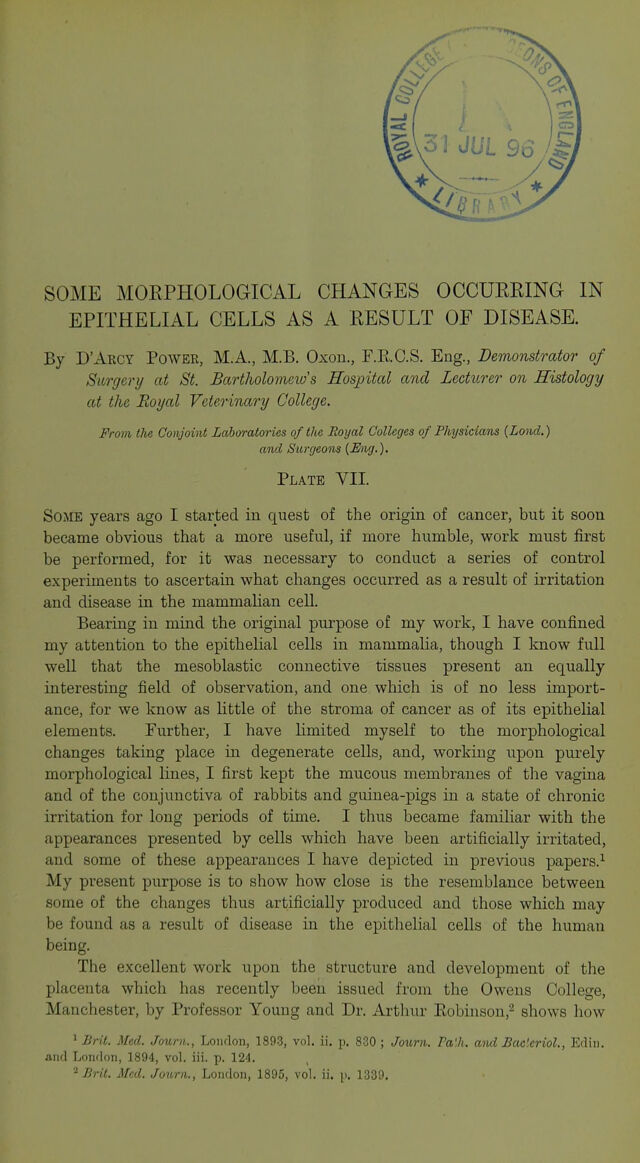 ROYAL COLLEGE OF SURGEONS OF ENGLAND
31 JUL 96
* LIBRARY *
SOME MORPHOLOGICAL CHANGES OCCURRING IN
EPITHELIAL CELLS AS A RESULT OF DISEASE.
By D'ARCY POWER, M.A., M.B. Oxon., F.R.C.S. Eng., Demonstrator of
Surgery at St. Bartholomew's Hospital and Lecturer on Histology
at the Royal Veterinary College.
From the Conjoint Laboratories of the Royal Colleges of Physicians (Lond.)
and Surgeons (Eng.).
PLATE VII.
SOME years ago I started in quest of the origin of cancer, but it soon
became obvious that a more useful, if more humble, work must first
be performed, for it was necessary to conduct a series of control
experiments to ascertain what changes occurred as a result of irritation
and disease in the mammalian cell.
Bearing in mind the original purpose of my work, I have confined
my attention to the epithelial cells in mammalia, though I know full
well that the mesoblastic connective tissues present an equally
interesting field of observation, and one which is of no less import-
ance, for we know as little of the stroma of cancer as of its epithelial
elements. Further, I have limited myself to the morphological
changes taking place in degenerate cells, and, working upon purely
morphological lines, I first kept the mucous membranes of the vagina
and of the conjunctiva of rabbits and guinea-pigs in a state of chronic
irritation for long periods of time. I thus became familiar with the
appearances presented by cells which have been artificially irritated,
and some of these appearances I have depicted in previous papers.¹
My present purpose is to show how close is the resemblance between
some of the changes thus artificially produced and those which may
be found as a result of disease in the epithelial cells of the human
being.
The excellent work upon the structure and development of the
placenta which has recently been issued from the Owens College,
Manchester, by Professor Young and Dr. Arthur Robinson,² shows how
¹ Brit. Med. Journ., London, 1893, vol. ii. p. 830; Journ. Path. and Bacteriol., Edin.
and London, 1894, vol. iii. p. 124.
² Brit. Med. Journ., London, 1895, vol. ii. p. 1339.